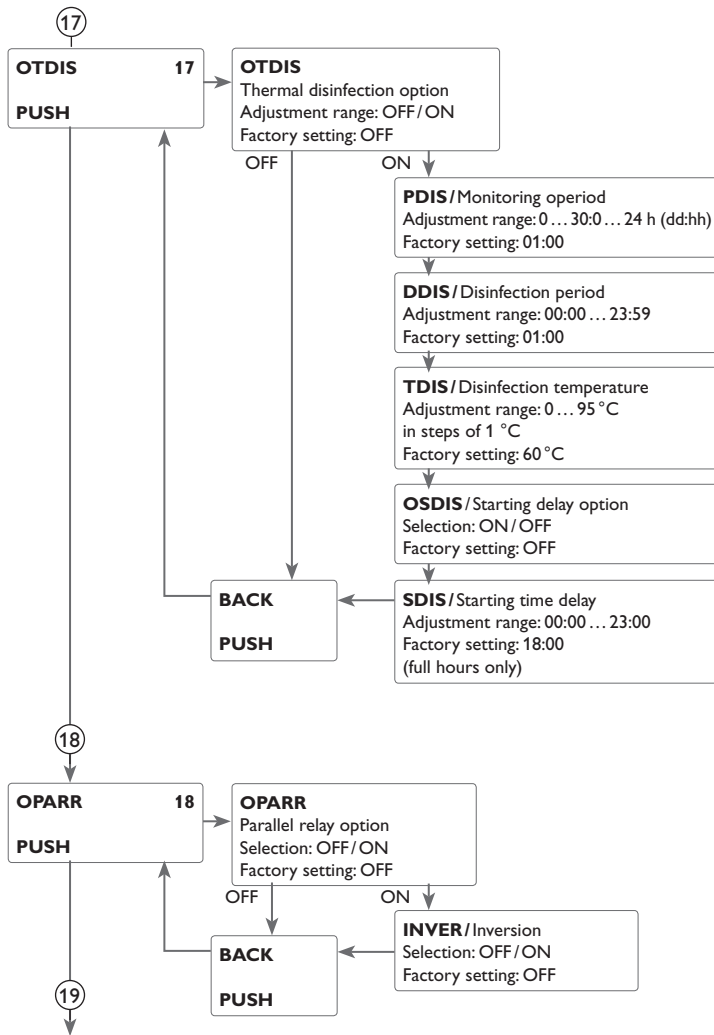 17
OTDIS 17
PUSH
OTDIS
Thermal disinfection option
Adjustment range: OFF/ON
Factory setting: OFF
OFF
ON
PDIS/Monitoring operiod
Adjustment range: 0 … 30:0 … 24 h (dd:hh)
Factory setting: 01:00
DDIS/Disinfection period
Adjustment range: 00:00 … 23:59
Factory setting: 01:00
TDIS/Disinfection temperature
Adjustment range: 0 … 95 °C
in steps of 1 °C
Factory setting: 60 °C
OSDIS/Starting delay option
Selection: ON/OFF
Factory setting: OFF
SDIS/Starting time delay
Adjustment range: 00:00 … 23:00
Factory setting: 18:00
(full hours only)
BACK
PUSH
18
OPARR 18
PUSH
OPARR
Parallel relay option
Selection: OFF/ON
Factory setting: OFF
OFF
ON
INVER/Inversion
Selection: OFF/ON
Factory setting: OFF
BACK
PUSH
19